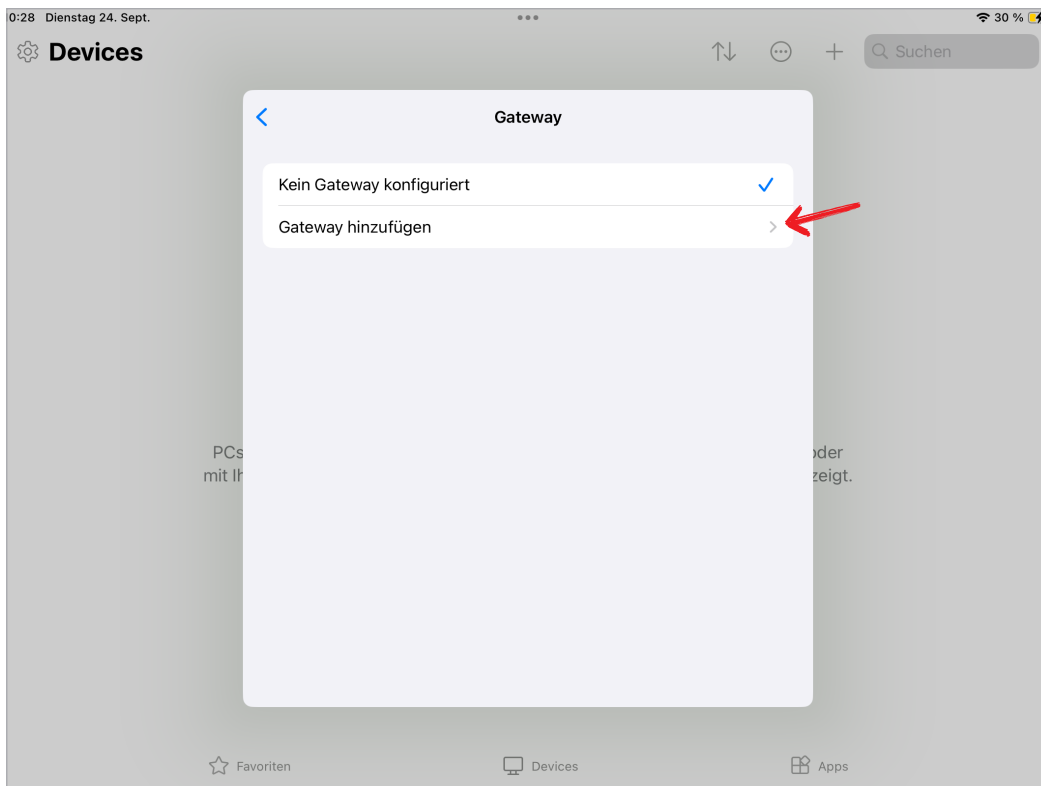 0:28 Dienstag 24. Sept.
30 %
Devices
Suchen
Gateway
Kein Gateway konfiguriert
Gateway hinzufügen
PCs
oder
mit Ih
zeigt.
Favoriten
Devices
Apps